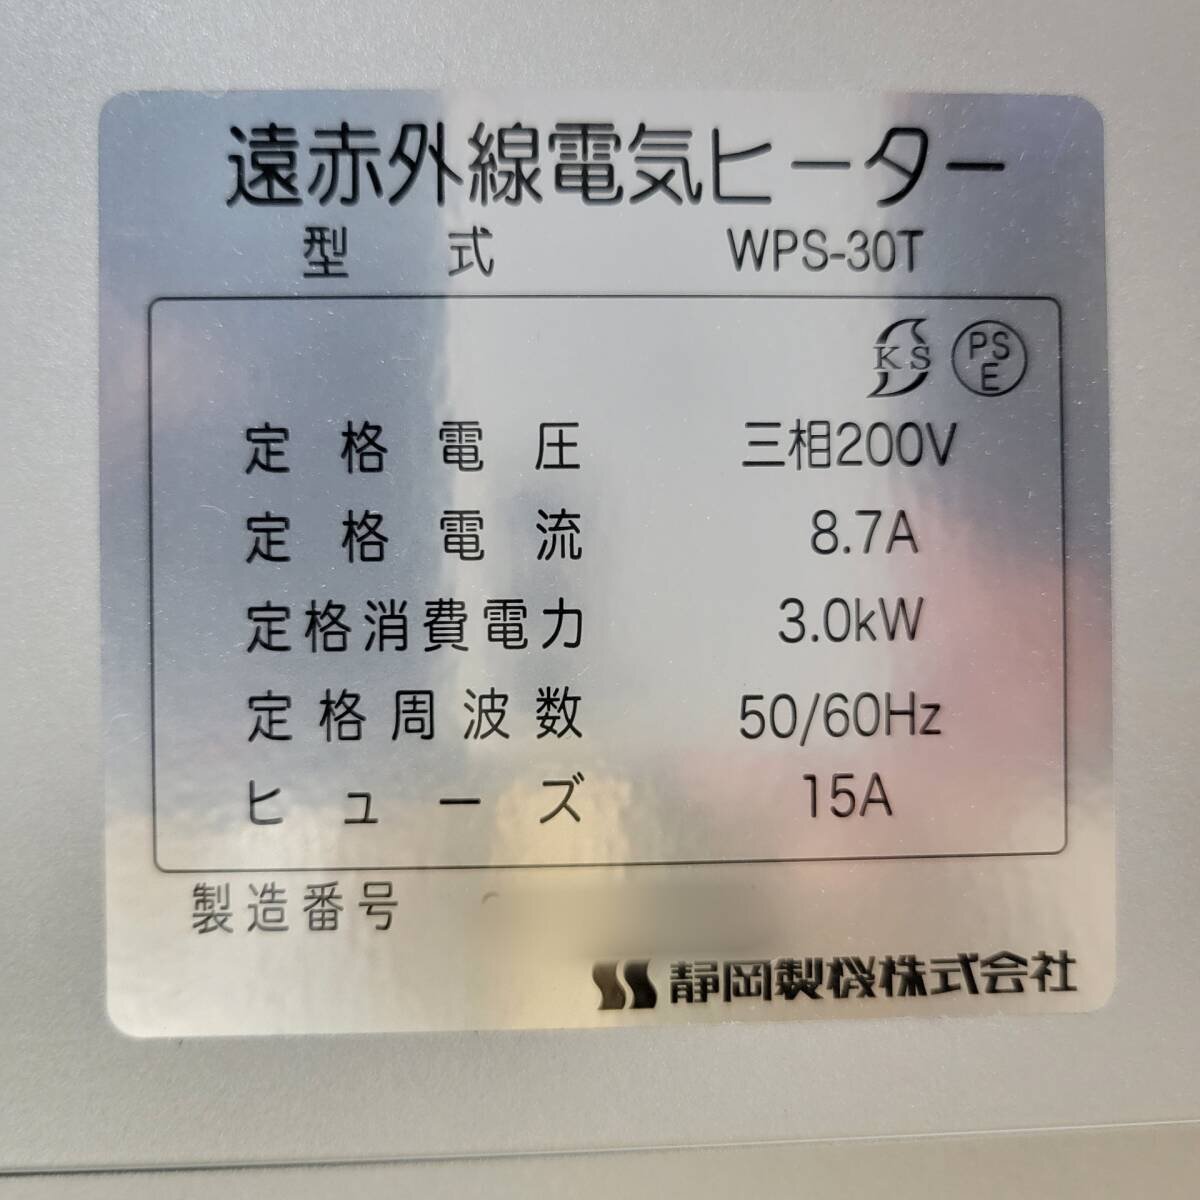 遠赤外線電気ヒーター
型式 WPS-30T
KS PSE
定格電圧 三相200V
定格電流 8.7A
定格消費電力 3.0kW
定格周波数 50/60Hz
ヒューズ 15A
製造番号
静岡製機株式会社